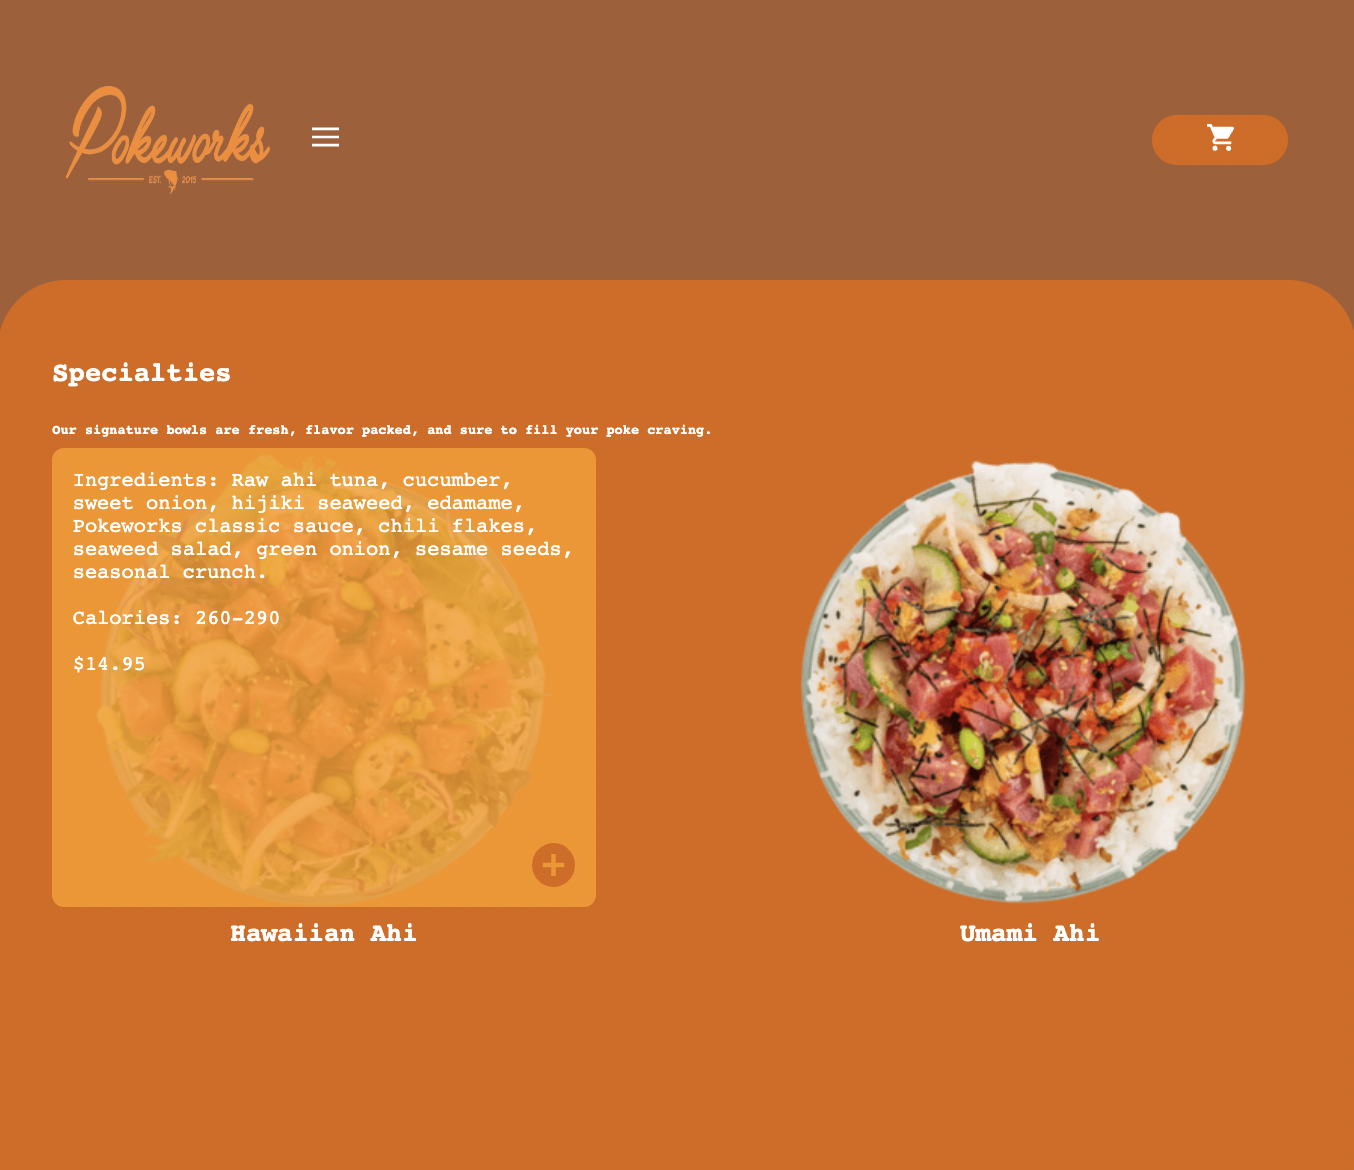 Pokeworks
EST. 2015
Specialties
Our signature bowls are fresh, flavor packed, and sure to fill your poke craving.
Ingredients: Raw ahi tuna, cucumber,
sweet onion, hijiki seaweed, edamame,
Pokeworks classic sauce, chili flakes,
seaweed salad, green onion, sesame seeds,
seasonal crunch.
Calories: 260-290
$14.95
Hawaiian Ahi
Umami Ahi